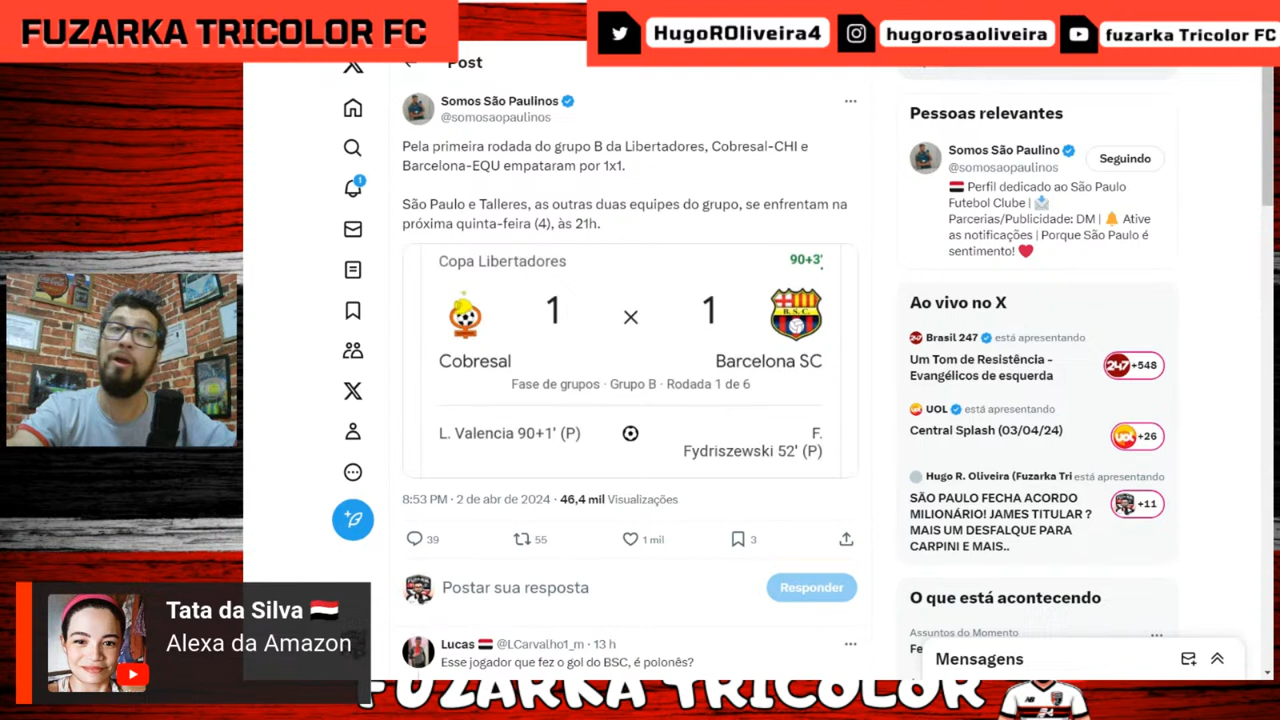 FUZARKA TRICOLOR FC
HugoROliveira4
hugorosaoliveira
fuzarka Tricolor FC
Post
Somos São Paulinos
@somosaopaulinos
Pela primeira rodada do grupo B da Libertadores, Cobresal-CHI e
Barcelona-EQU empataram por 1x1.
São Paulo e Talleres, as outras duas equipes do grupo, se enfrentam na
próxima quinta-feira (4), às 21h.
Copa Libertadores
90+3'
1 × 1
B.S.C.
Cobresal
Barcelona SC
Fase de grupos · Grupo B · Rodada 1 de 6
L. Valencia 90+1' (P)
F.
Fydriszewski 52' (P)
8:53 PM · 2 de abr de 2024 · 46,4 mil Visualizações
39
55
1 mil
3
Postar sua resposta
Responder
Lucas @LCarvalho1_m · 13 h
Esse jogador que fez o gol do BSC, é polonês?
Pessoas relevantes
Somos São Paulino
@somosaopaulinos
Seguindo
Perfil dedicado ao São Paulo
Futebol Clube |
Parcerias/Publicidade: DM | Ative
as notificações | Porque São Paulo é
sentimento!
Ao vivo no X
Brasil 247 está apresentando
Um Tom de Resistência -
Evangélicos de esquerda
247
+548
UOL está apresentando
Central Splash (03/04/24)
UOL
+26
Hugo R. Oliveira (Fuzarka Tri está apresentando
SÃO PAULO FECHA ACORDO
MILIONÁRIO! JAMES TITULAR ?
MAIS UM DESFALQUE PARA
CARPINI E MAIS..
+11
O que está acontecendo
Assuntos do Momento
Fe
Mensagens
1
Tata da Silva
Alexa da Amazon
FUZARKA TRICOLOR